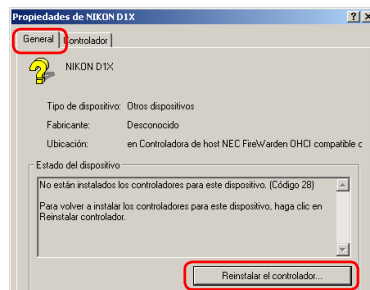 Propiedades de NIKON D1X
General Controlador
NIKON D1X
Tipo de dispositivo: Otros dispositivos
Fabricante: Desconocido
Ubicación: en Controladora de host NEC FireWarden OHCI compatible c
Estado del dispositivo
No están instalados los controladores para este dispositivo. (Código 28)
Para volver a instalar los controladores para este dispositivo, haga clic en
Reinstalar controlador.
Reinstalar el controlador...